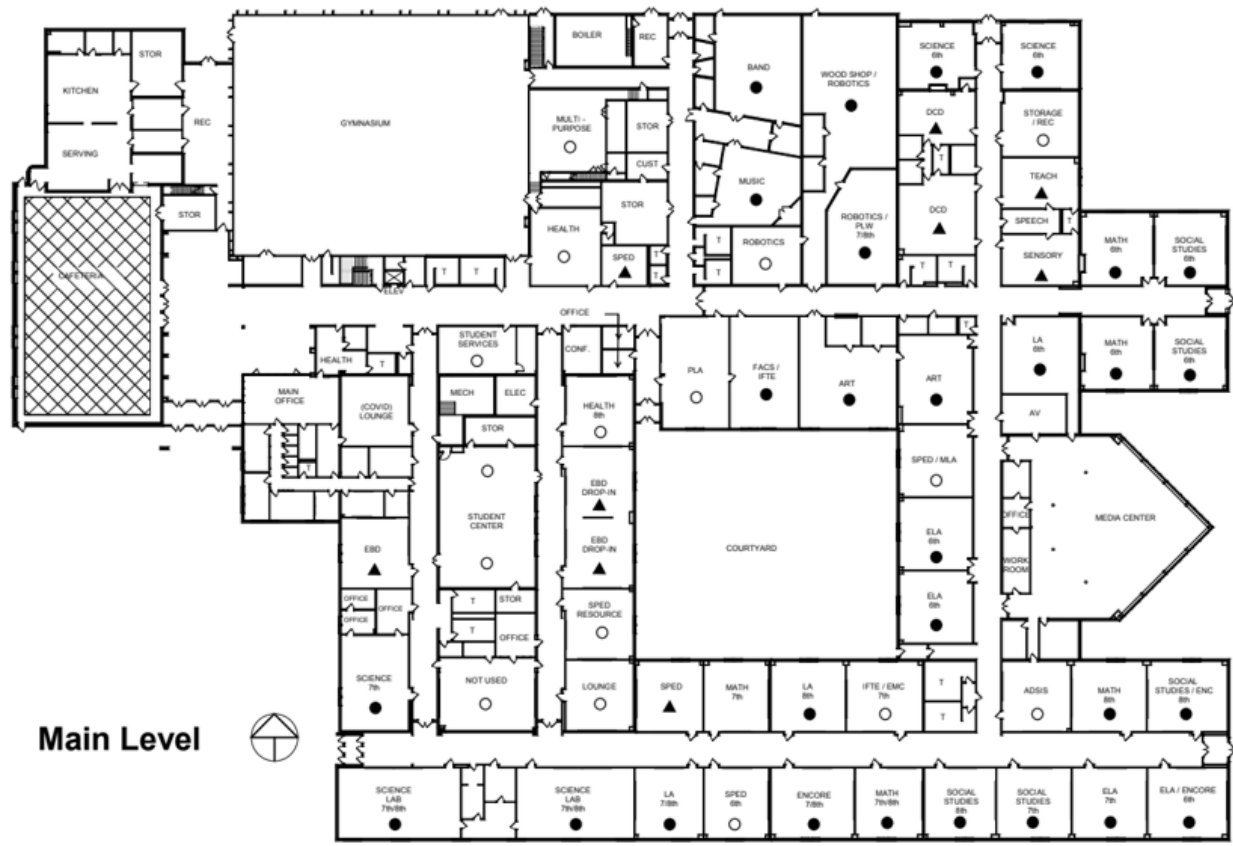 BOILER
REC
STOR
KITCHEN
SERVING
REC
GYMNASIUM
MULTI -
PURPOSE
STOR
CUST.
STOR
HEALTH
SPED
T
T
BAND
WOOD SHOP /
ROBOTICS
MUSIC
ROBOTICS /
PLW
7/8th
ROBOTICS
T
T
SCIENCE
6th
SCIENCE
6th
DCD
T
DCD
T
T
STORAGE
/ REC
TEACH
SPEECH
T
SENSORY
MATH
6th
SOCIAL
STUDIES
6th
STOR
CAFETERIA
ELEV
T
T
OFFICE
CONF.
STUDENT
SERVICES
HEALTH
T
MAIN
OFFICE
T
(COVID)
LOUNGE
MECH
ELEC
STOR
HEALTH
8th
PLA
FACS /
IFTE
ART
ART
T
LA
6th
MATH
6th
SOCIAL
STUDIES
6th
AV
SPED / MLA
ELA
6th
ELA
6th
OFFICE
WORK
ROOM
MEDIA CENTER
COURTYARD
STUDENT
CENTER
EBD
DROP-IN
EBD
DROP-IN
EBD
OFFICE
OFFICE
OFFICE
T
T
STOR
OFFICE
SPED
RESOURCE
SCIENCE
7th
NOT USED
LOUNGE
SPED
MATH
7th
LA
8th
IFTE / EMC
7th
T
T
ADSIS
MATH
8th
SOCIAL
STUDIES / ENC
8th
Main Level
SCIENCE
LAB
7th/8th
SCIENCE
LAB
7th/8th
LA
7/8th
SPED
6th
ENCORE
7/8th
MATH
7th/8th
SOCIAL
STUDIES
8th
SOCIAL
STUDIES
7th
ELA
7th
ELA / ENCORE
6th